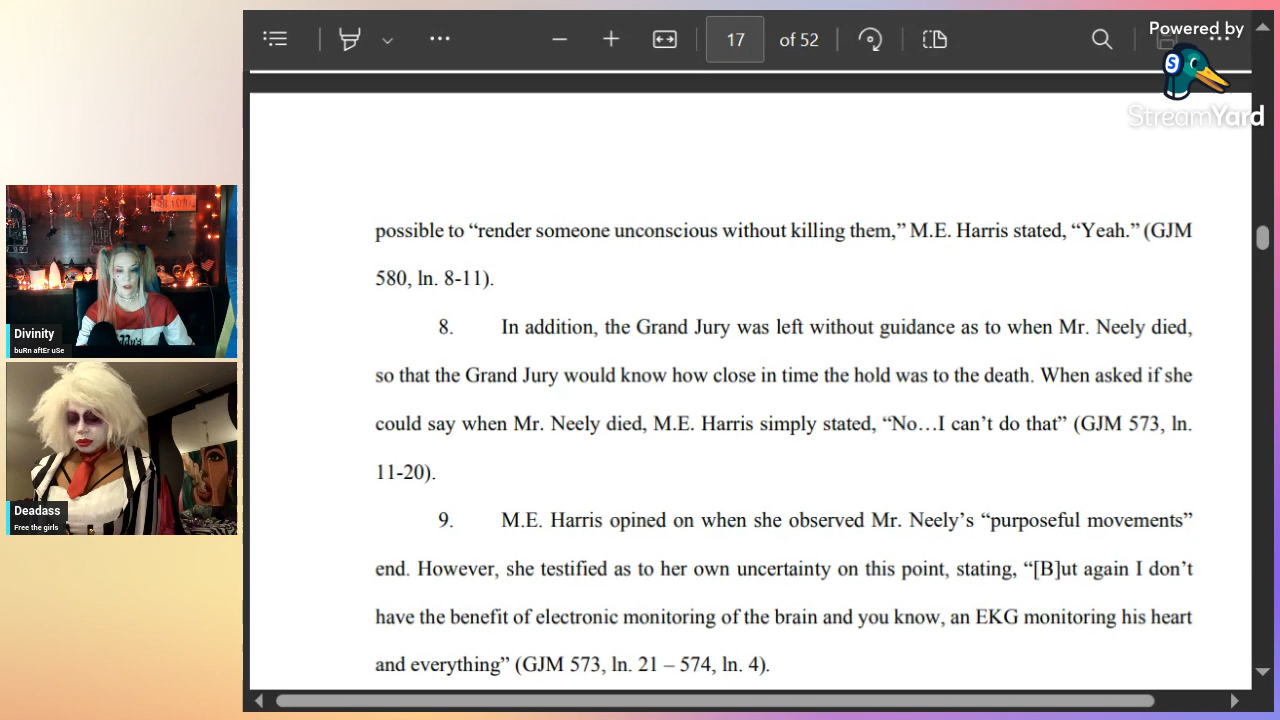 17 of 52
Powered by
StreamYard
possible to “render someone unconscious without killing them,” M.E. Harris stated, “Yeah.” (GJM
580, ln. 8-11).
8. In addition, the Grand Jury was left without guidance as to when Mr. Neely died,
so that the Grand Jury would know how close in time the hold was to the death. When asked if she
could say when Mr. Neely died, M.E. Harris simply stated, “No…I can’t do that” (GJM 573, ln.
11-20).
9. M.E. Harris opined on when she observed Mr. Neely’s “purposeful movements”
end. However, she testified as to her own uncertainty on this point, stating, “[B]ut again I don’t
have the benefit of electronic monitoring of the brain and you know, an EKG monitoring his heart
and everything” (GJM 573, ln. 21 – 574, ln. 4).
Divinity
buRn aftEr uSe
Deadass
Free the girls